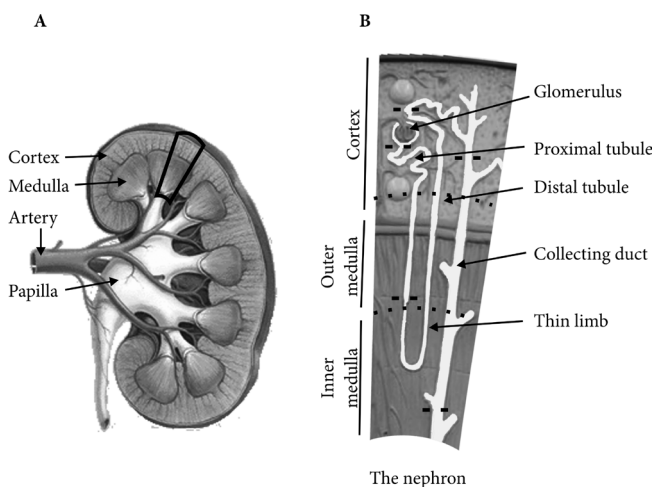 A
Cortex
Medulla
Artery
Papilla
B
Cortex
Outer
medulla
Inner
medulla
Glomerulus
Proximal tubule
Distal tubule
Collecting duct
Thin limb
The nephron